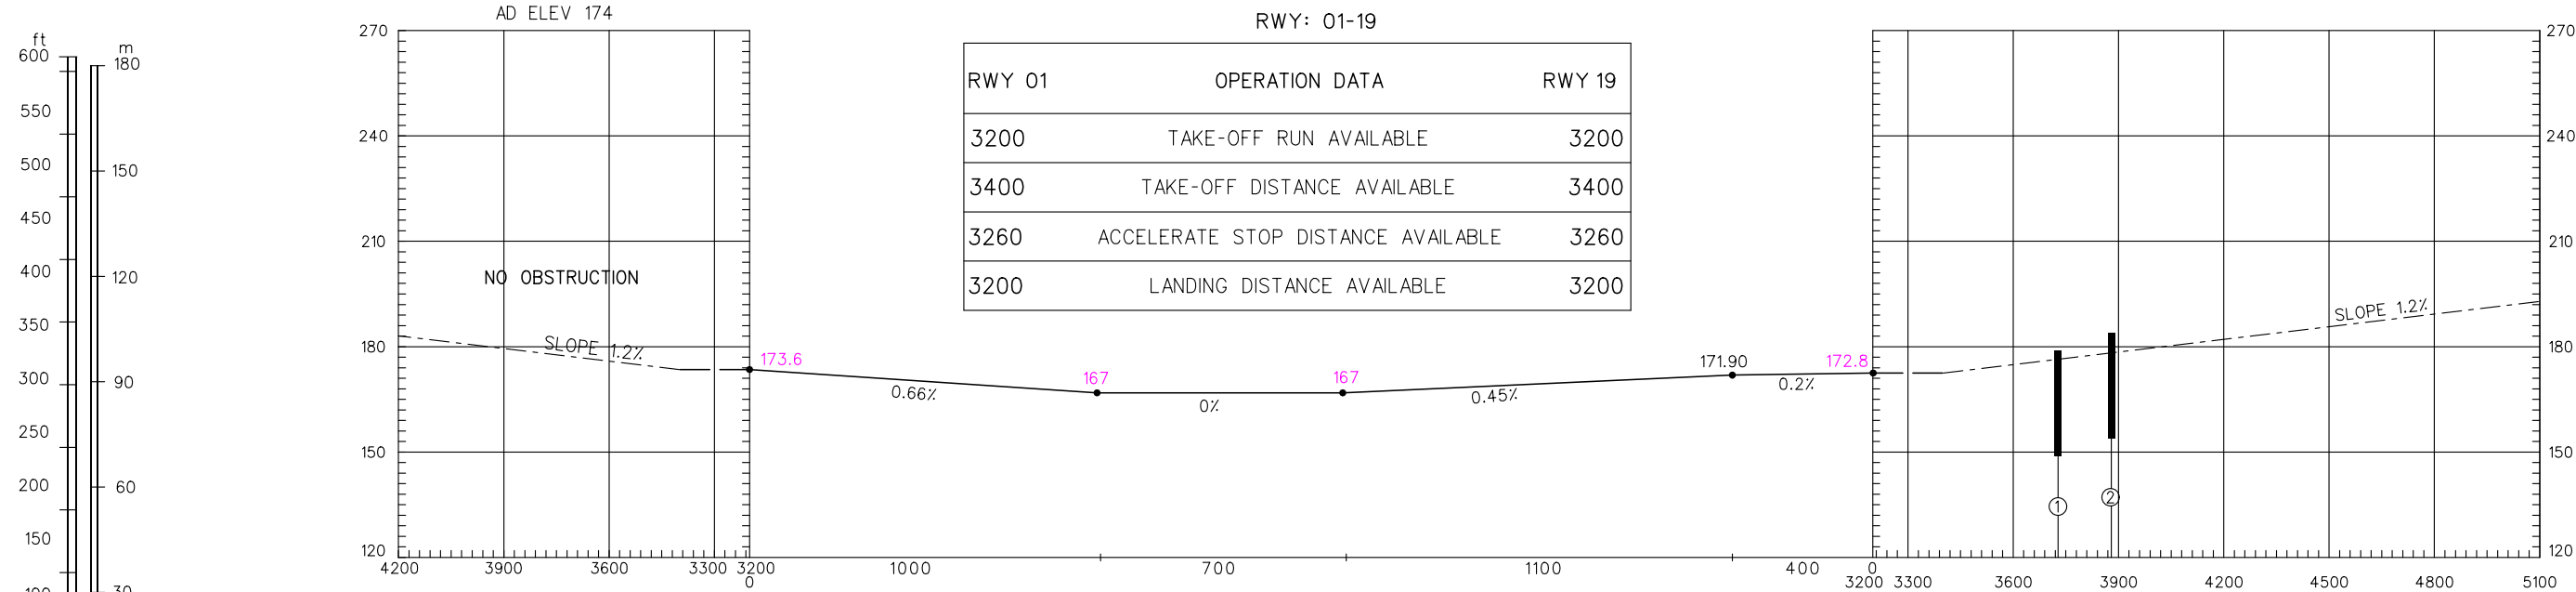 AD ELEV 174
RWY: 01-19
ft
m
600
550
500
450
400
350
300
250
200
150
180
150
120
90
60
270
240
210
180
150
120
NO OBSTRUCTION
SLOPE 1.2%
4200 3900 3600 3300 3200
0
RWY 01 OPERATION DATA RWY 19
3200 TAKE-OFF RUN AVAILABLE 3200
3400 TAKE-OFF DISTANCE AVAILABLE 3400
3260 ACCELERATE STOP DISTANCE AVAILABLE 3260
3200 LANDING DISTANCE AVAILABLE 3200
173.6
0.66%
167
0%
167
0.45%
171.90
0.2%
172.8
1000 700 1100 400 0
SLOPE 1.2%
1
2
270
240
210
180
150
120
3200 3300 3600 3900 4200 4500 4800 5100